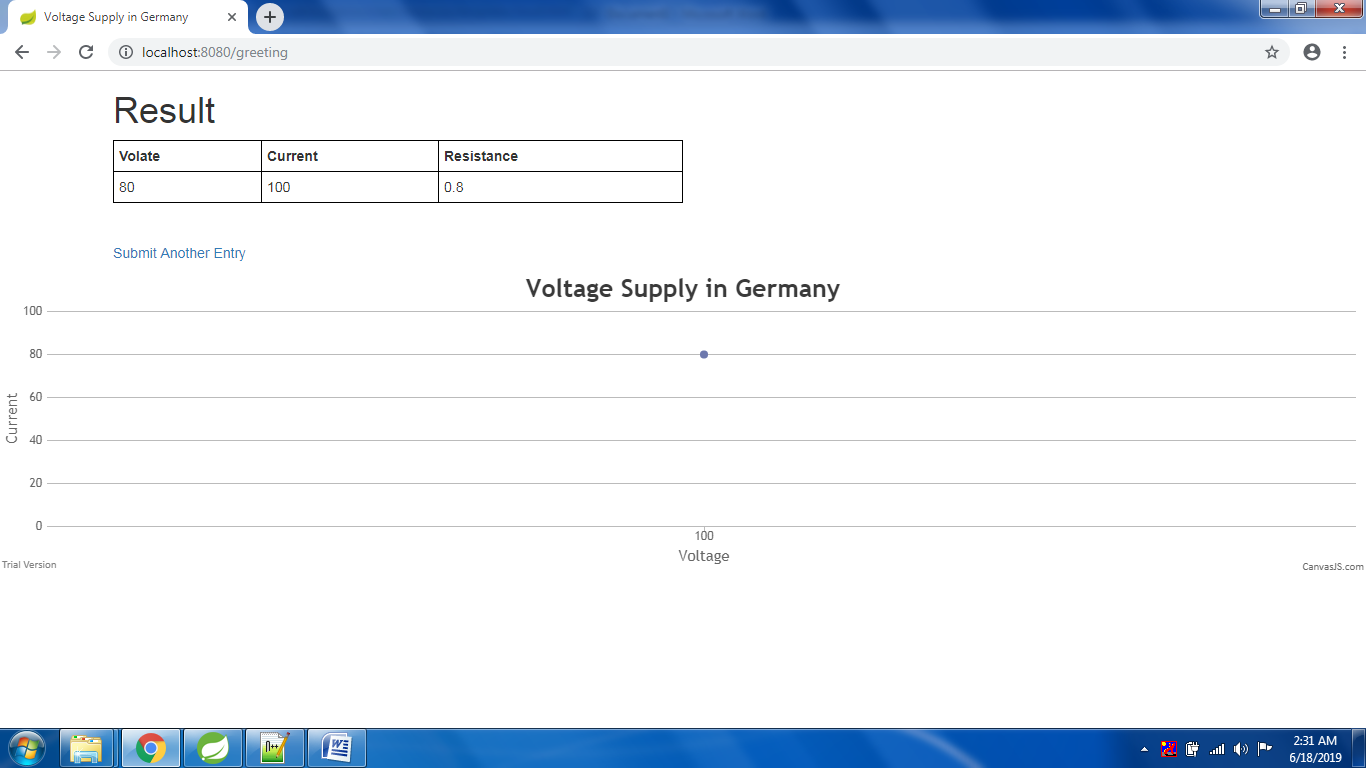 Voltage Supply in Germany
localhost:8080/greeting
Result
Volate Current Resistance
80 100 0.8
Submit Another Entry
Voltage Supply in Germany
100
80
60
40
20
0
Current
100
Voltage
Trial Version
CanvasJS.com
2:31 AM
6/18/2019